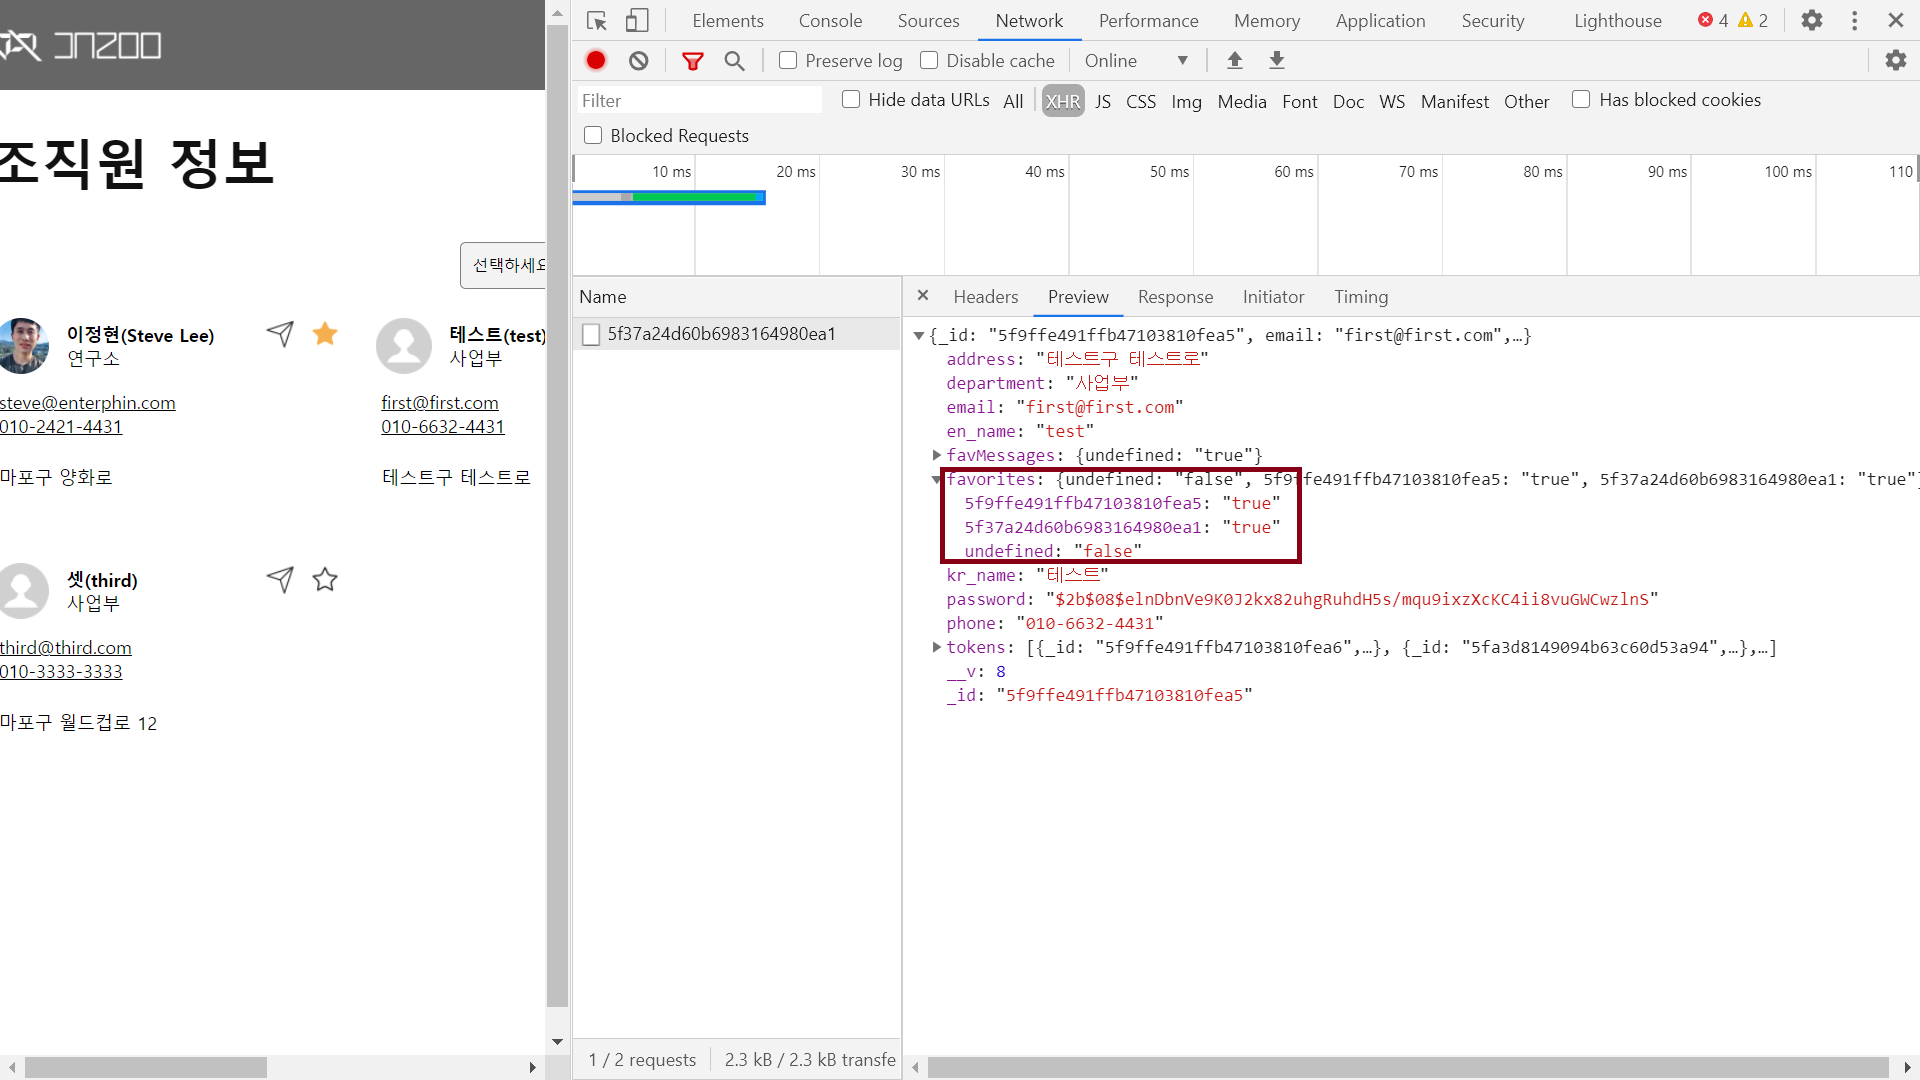 JNZOO
조직원 정보
선택하세요
이정현(Steve Lee)
연구소
steve@enterphin.com
010-2421-4431
마포구 양화로
테스트(test)
사업부
first@first.com
010-6632-4431
테스트구 테스트로
셋(third)
사업부
third@third.com
010-3333-3333
마포구 월드컵로 12
Elements Console Sources Network Performance Memory Application Security Lighthouse 4 2
Preserve log Disable cache Online
Filter Hide data URLs All XHR JS CSS Img Media Font Doc WS Manifest Other Has blocked cookies
Blocked Requests
10 ms 20 ms 30 ms 40 ms 50 ms 60 ms 70 ms 80 ms 90 ms 100 ms 110
Name
5f37a24d60b6983164980ea1
1 / 2 requests 2.3 kB / 2.3 kB transfe
Headers Preview Response Initiator Timing
{_id: "5f9ffe491ffb47103810fea5", email: "first@first.com",…}
address: "테스트구 테스트로"
department: "사업부"
email: "first@first.com"
en_name: "test"
favMessages: {undefined: "true"}
favorites: {undefined: "false", 5f9ffe491ffb47103810fea5: "true", 5f37a24d60b6983164980ea1: "true"}
5f9ffe491ffb47103810fea5: "true"
5f37a24d60b6983164980ea1: "true"
undefined: "false"
kr_name: "테스트"
password: "$2b$08$elnDbnVe9K0J2kx82uhgRuhdH5s/mqu9ixzXcKC4ii8vuGWCwzlnS"
phone: "010-6632-4431"
tokens: [{_id: "5f9ffe491ffb47103810fea6",…}, {_id: "5fa3d8149094b63c60d53a94",…},…]
__v: 8
_id: "5f9ffe491ffb47103810fea5"